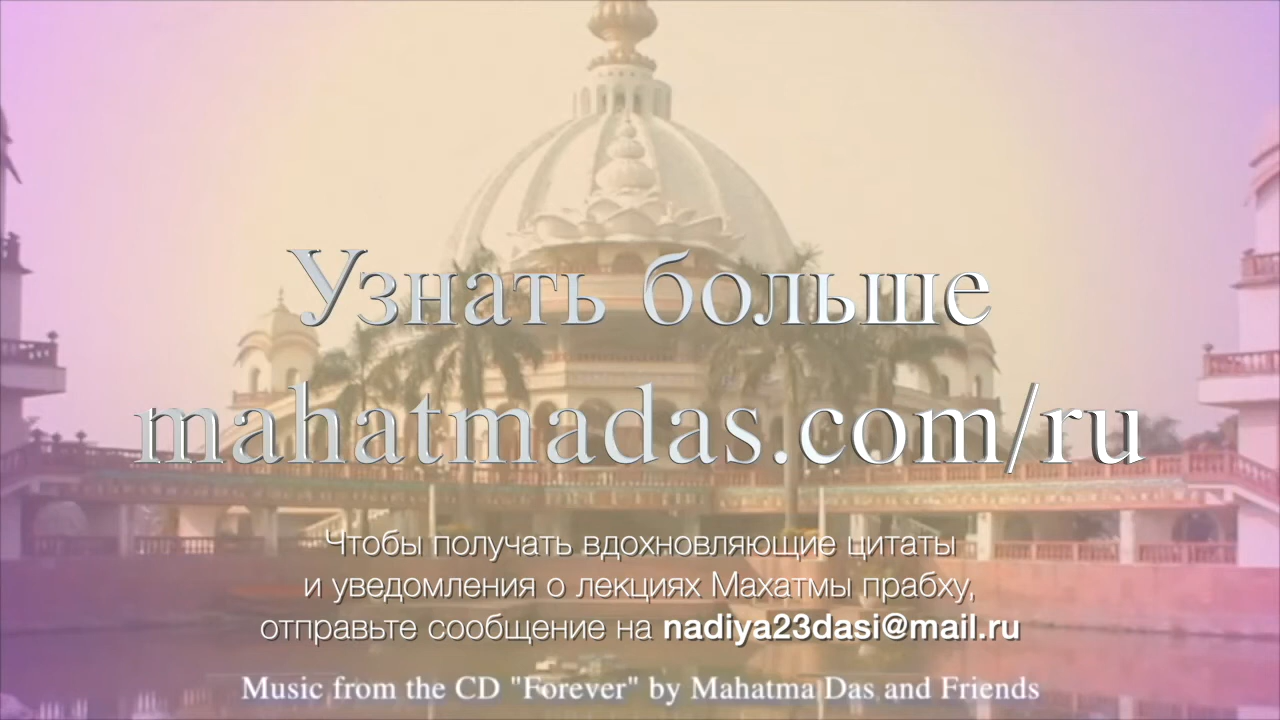 Узнать больше
mahatmadas.com/ru
Чтобы получать вдохновляющие цитаты
и уведомления о лекциях Махатмы прабху,
отправьте сообщение на nadiya23dasi@mail.ru
Music from the CD "Forever" by Mahatma Das and Friends